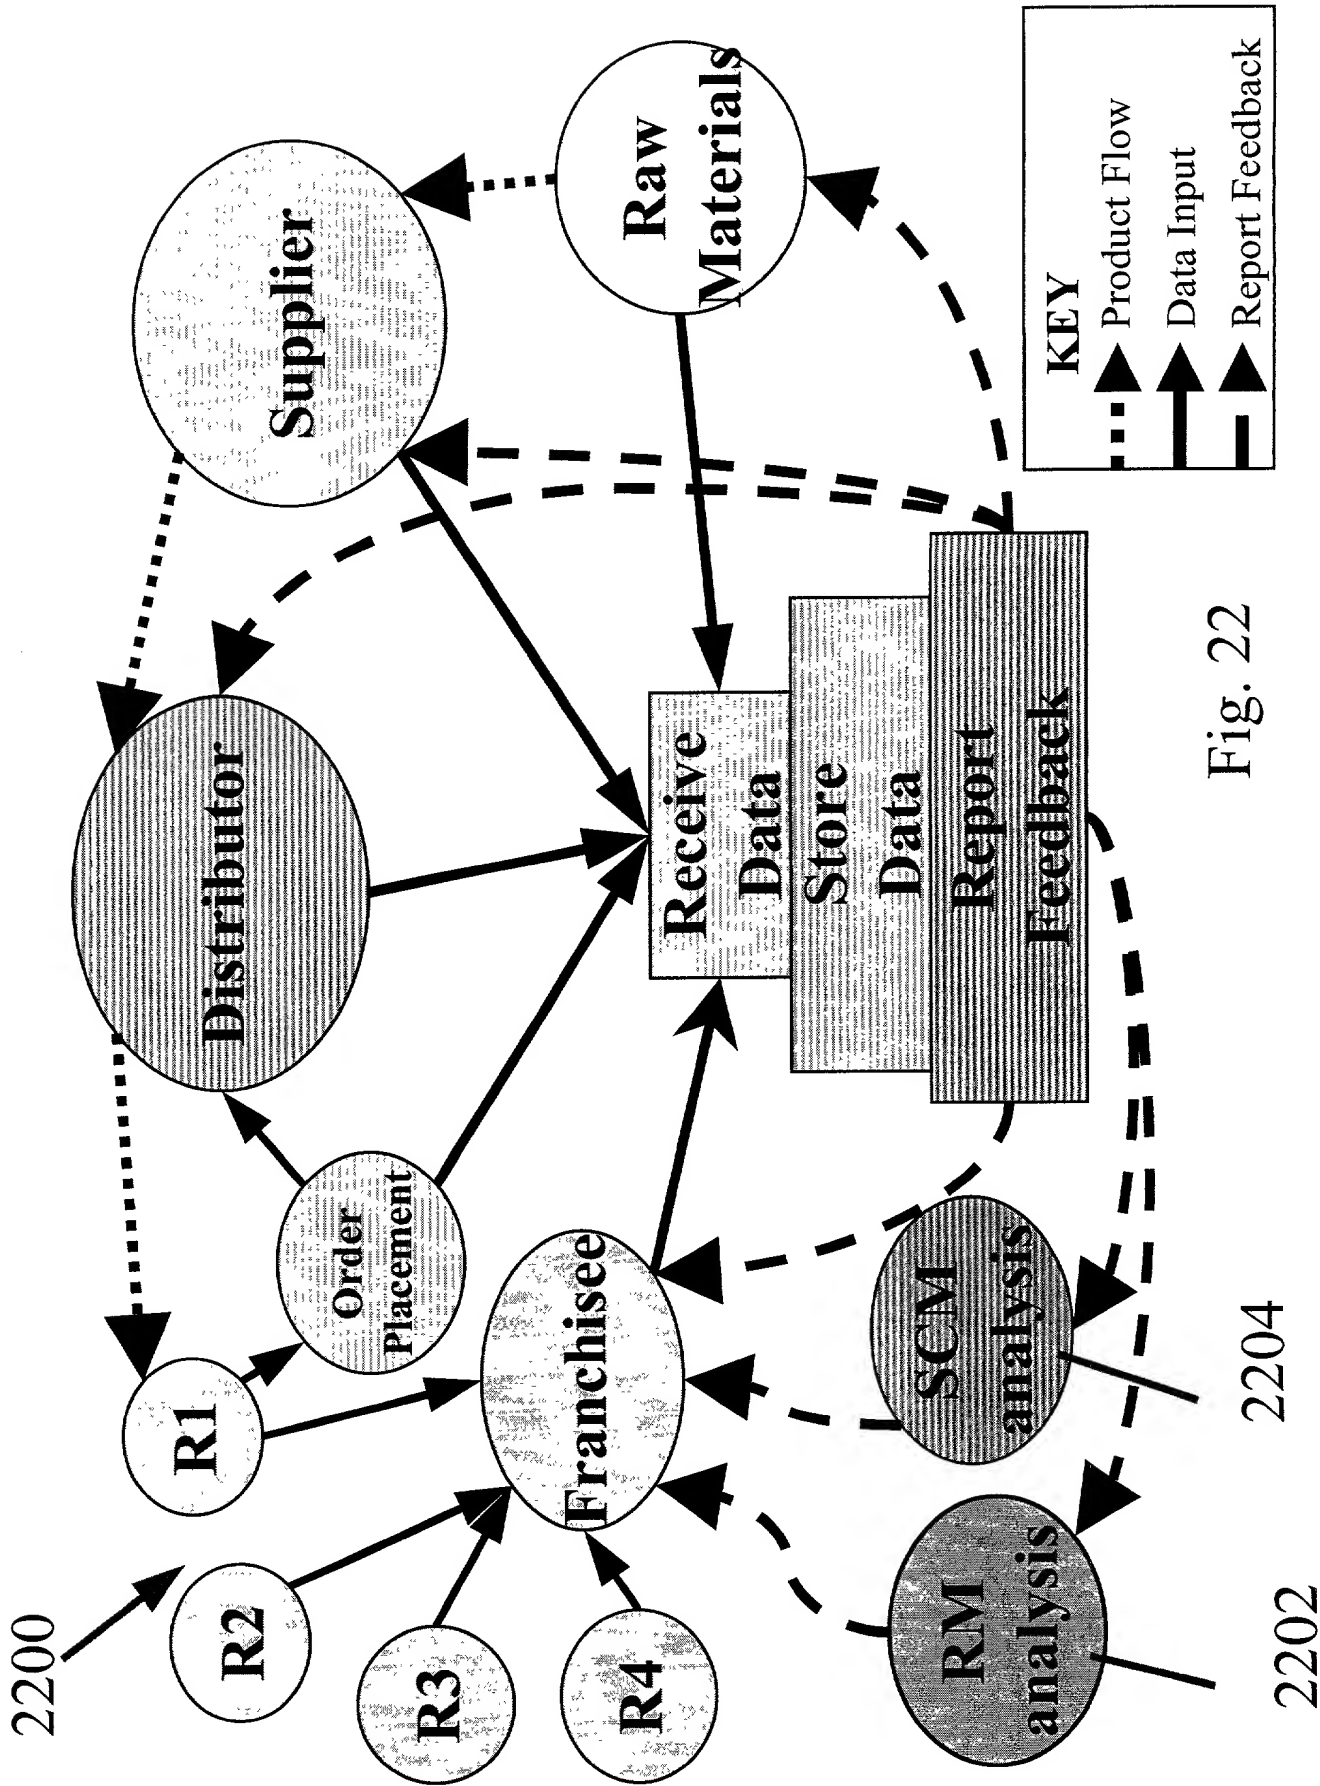 2200
R1
R2
R3
R4
Order
Placement
Distributor
Supplier
Raw
Materials
Franchisee
Receive
Data
Store
Data
Report
Feedback
RM
analysis
SCM
analysis
2202
2204
KEY
Product Flow
Data Input
Report Feedback
Fig. 22